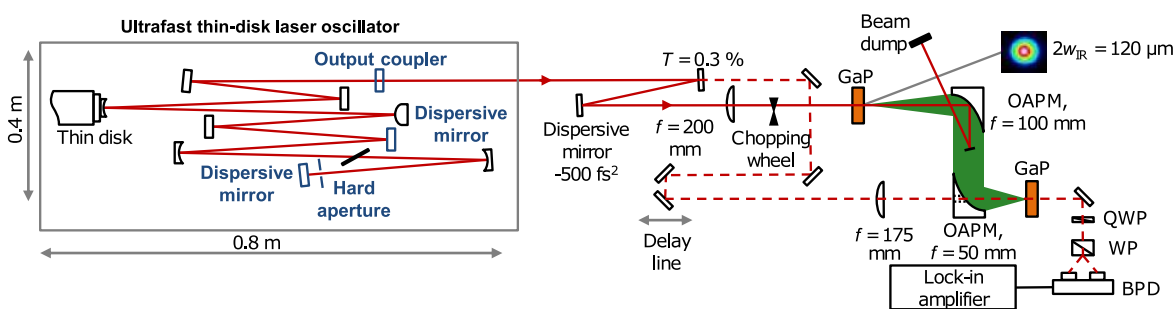 Ultrafast thin-disk laser oscillator
0.4 m
Thin disk
Output coupler
Dispersive
mirror
Dispersive
mirror
Hard
aperture
0.8 m
T = 0.3 %
Dispersive
mirror
-500 fs²
f = 200
mm
Chopping
wheel
Beam
dump
GaP
2wIR = 120 µm
OAPM,
f = 100 mm
GaP
Delay
line
f = 175
mm
OAPM,
f = 50 mm
QWP
WP
BPD
Lock-in
amplifier